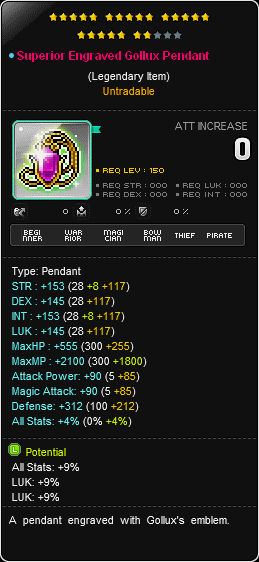 Superior Engraved Gollux Pendant
(Legendary Item)
Untradable
ATT INCREASE
0
REQ LEV : 150
REQ STR : 000 REQ LUK : 000
REQ DEX : 000 REQ INT : 000
0 0 % 0 %
BEGINNER WARRIOR MAGICIAN BOWMAN THIEF PIRATE
Type: Pendant
STR : +153 (28 +8 +117)
DEX : +145 (28 +117)
INT : +153 (28 +8 +117)
LUK : +145 (28 +117)
MaxHP : +555 (300 +255)
MaxMP : +2100 (300 +1800)
Attack Power: +90 (5 +85)
Magic Attack: +90 (5 +85)
Defense: +312 (100 +212)
All Stats: +4% (0% +4%)
L Potential
All Stats: +9%
LUK: +9%
LUK: +9%
A pendant engraved with Gollux's emblem.